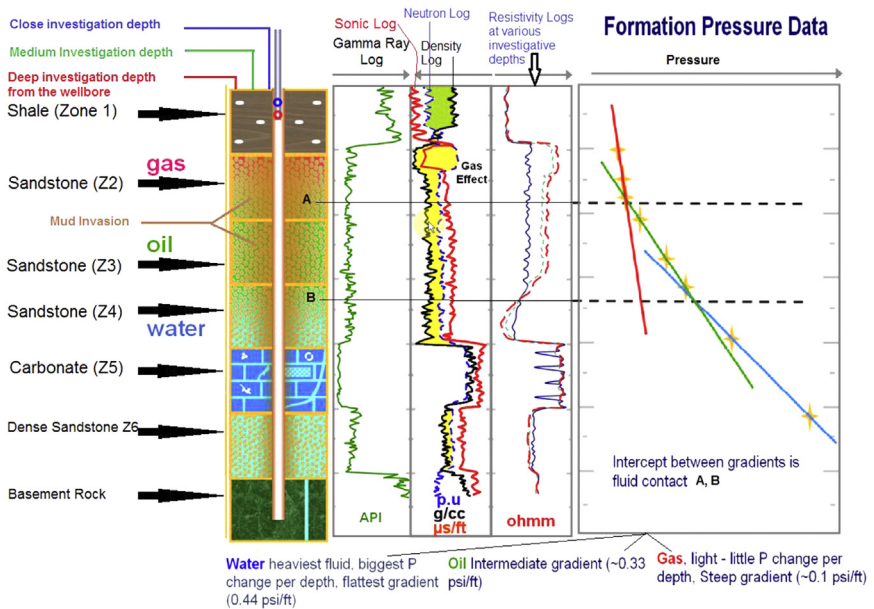 Close investigation depth
Medium Investigation depth
Deep investigation depth
from the wellbore
Sonic Log
Neutron Log
Gamma Ray
Log
Density
Log
Resistivity Logs
at various
investigative
depths
Formation Pressure Data
Pressure
Shale (Zone 1)
gas
Sandstone (Z2)
Gas
Effect
A
Mud Invasion
oil
Sandstone (Z3)
B
Sandstone (Z4)
water
Carbonate (Z5)
Dense Sandstone Z6
Intercept between gradients is
fluid contact A, B
Basement Rock
API
p.u
g/cc
µs/ft
ohmm
Water heaviest fluid, biggest P
change per depth, flattest gradient
(0.44 psi/ft)
Oil Intermediate gradient (~0.33
psi/ft)
Gas, light - little P change per
depth, Steep gradient (~0.1 psi/ft)